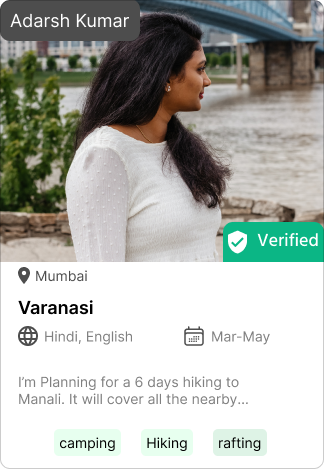 Adarsh Kumar
Verified
Mumbai
Varanasi
Hindi, English
Mar-May
I'm Planning for a 6 days hiking to
Manali. It will cover all the nearby...
camping
Hiking
rafting